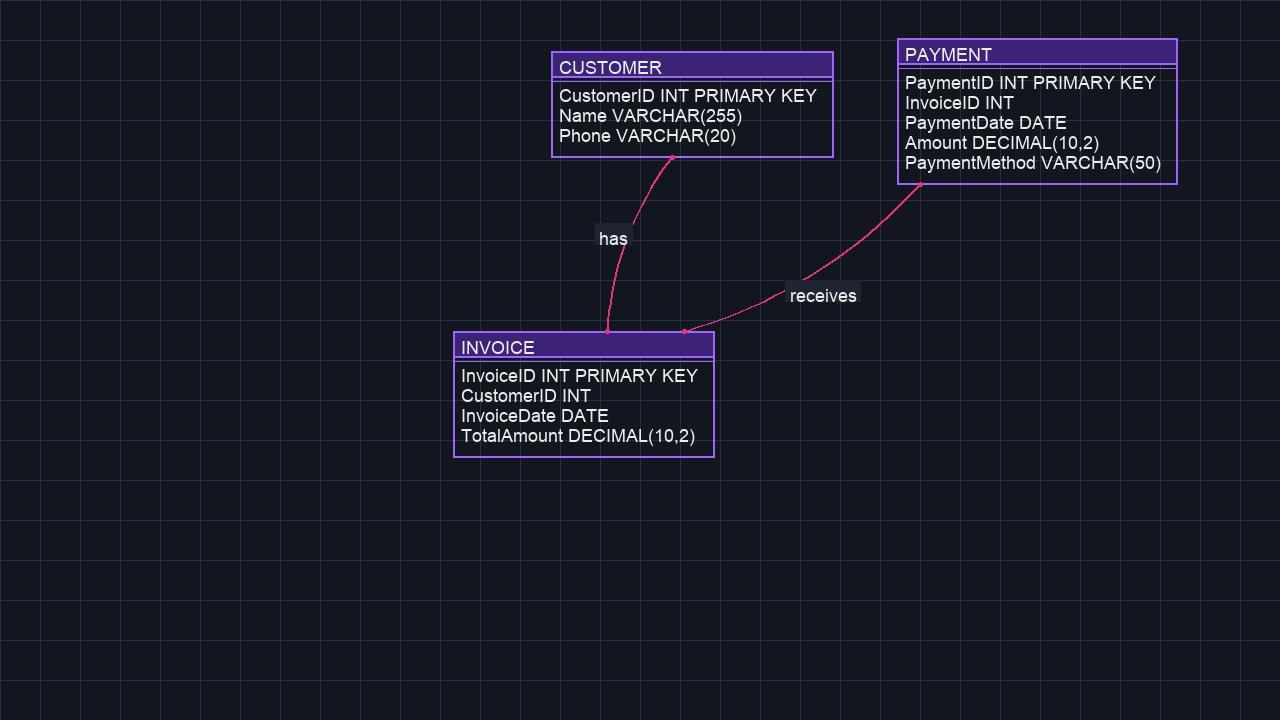 CUSTOMER
CustomerID INT PRIMARY KEY
Name VARCHAR(255)
Phone VARCHAR(20)
PAYMENT
PaymentID INT PRIMARY KEY
InvoiceID INT
PaymentDate DATE
Amount DECIMAL(10,2)
PaymentMethod VARCHAR(50)
has
receives
INVOICE
InvoiceID INT PRIMARY KEY
CustomerID INT
InvoiceDate DATE
TotalAmount DECIMAL(10,2)